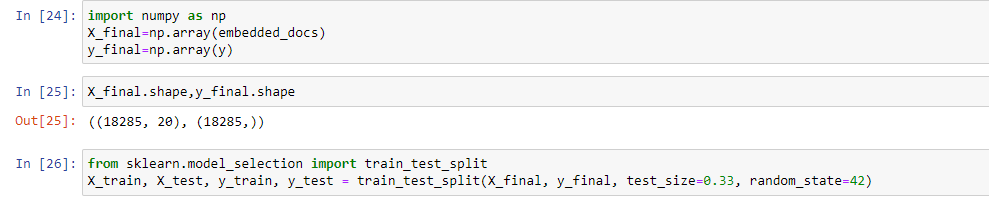 In [24]: import numpy as np
X_final=np.array(embedded_docs)
y_final=np.array(y)
In [25]: X_final.shape,y_final.shape
Out[25]: ((18285, 20), (18285,))
In [26]: from sklearn.model_selection import train_test_split
X_train, X_test, y_train, y_test = train_test_split(X_final, y_final, test_size=0.33, random_state=42)